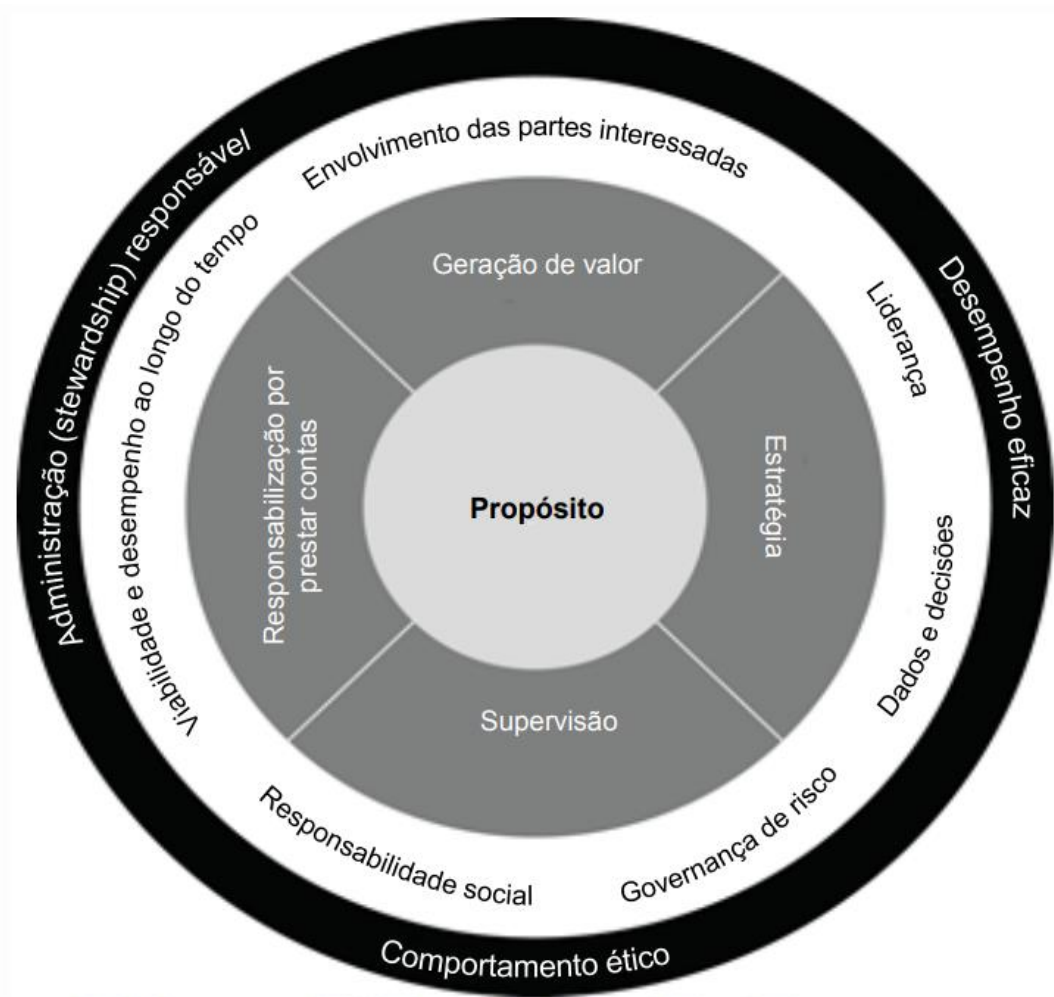 Administração (stewardship) responsável
Desempenho eficaz
Comportamento ético
Envolvimento das partes interessadas
Liderança
Dados e decisões
Governança de risco
Responsabilidade social
Viabilidade e desempenho ao longo do tempo
Geração de valor
Estratégia
Supervisão
Responsabilização por
prestar contas
Propósito